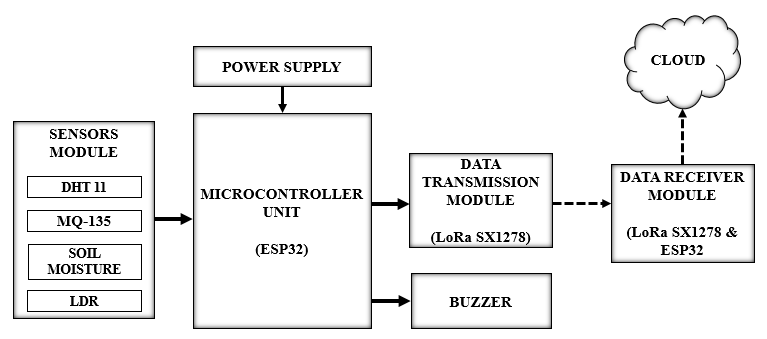 POWER SUPPLY
CLOUD
SENSORS
MODULE
DHT 11
MQ-135
SOIL
MOISTURE
LDR
MICROCONTROLLER
UNIT
(ESP32)
DATA
TRANSMISSION
MODULE
(LoRa SX1278)
BUZZER
DATA RECEIVER
MODULE
(LoRa SX1278 &
ESP32